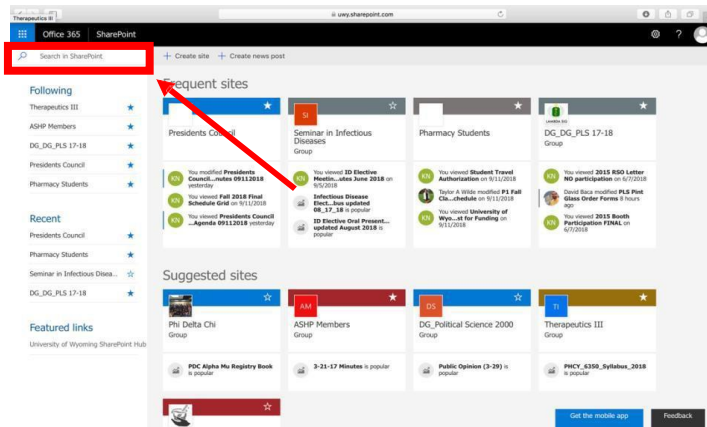 Therapeutics III
uwy.sharepoint.com
Office 365 SharePoint
Search in SharePoint
+ Create site + Create news post
Following
Therapeutics III
ASHP Members
DG_DG_PLS 17-18
Presidents Council
Pharmacy Students
Recent
Presidents Council
Pharmacy Students
Seminar in Infectious Disea...
DG_DG_PLS 17-18
Featured links
University of Wyoming SharePoint Hub
Frequent sites
Presidents Council
KN
You modified Presidents
Council...nutes 09112018
yesterday
KN
You viewed Fall 2018 Final
Schedule Grid on 9/11/2018
KN
You viewed Presidents Council
...Agenda 09112018 yesterday
SI
Seminar in Infectious
Diseases
Group
KN
You viewed ID Elective
Meetin...utes June 2018 on
9/5/2018
Infectious Disease
Elect...bus updated
08_17_18 is popular
ID Elective Oral Present...
updated August 2018 is
popular
Pharmacy Students
KN
You viewed Student Travel
Authorization on 9/11/2018
Taylor A Wilde modified P1 Fall
Cla...chedule on 9/11/2018
KN
You viewed University of
Wyo...st for Funding on
9/11/2018
DG_DG_PLS 17-18
Group
KN
You viewed 2015 RSO Letter
NO participation on 6/7/2018
David Baca modified PLS Pint
Glass Order Forms 8 hours
ago
KN
You viewed 2015 Booth
Participation FINAL on
6/7/2018
Suggested sites
Phi Delta Chi
Group
PDC Alpha Mu Registry Book
is popular
AM
ASHP Members
Group
3-21-17 Minutes is popular
DS
DG_Political Science 2000
Group
Public Opinion (3-29) is
popular
TI
Therapeutics III
Group
PHCY_6350_Syllabus_2018
is popular
Get the mobile app
Feedback